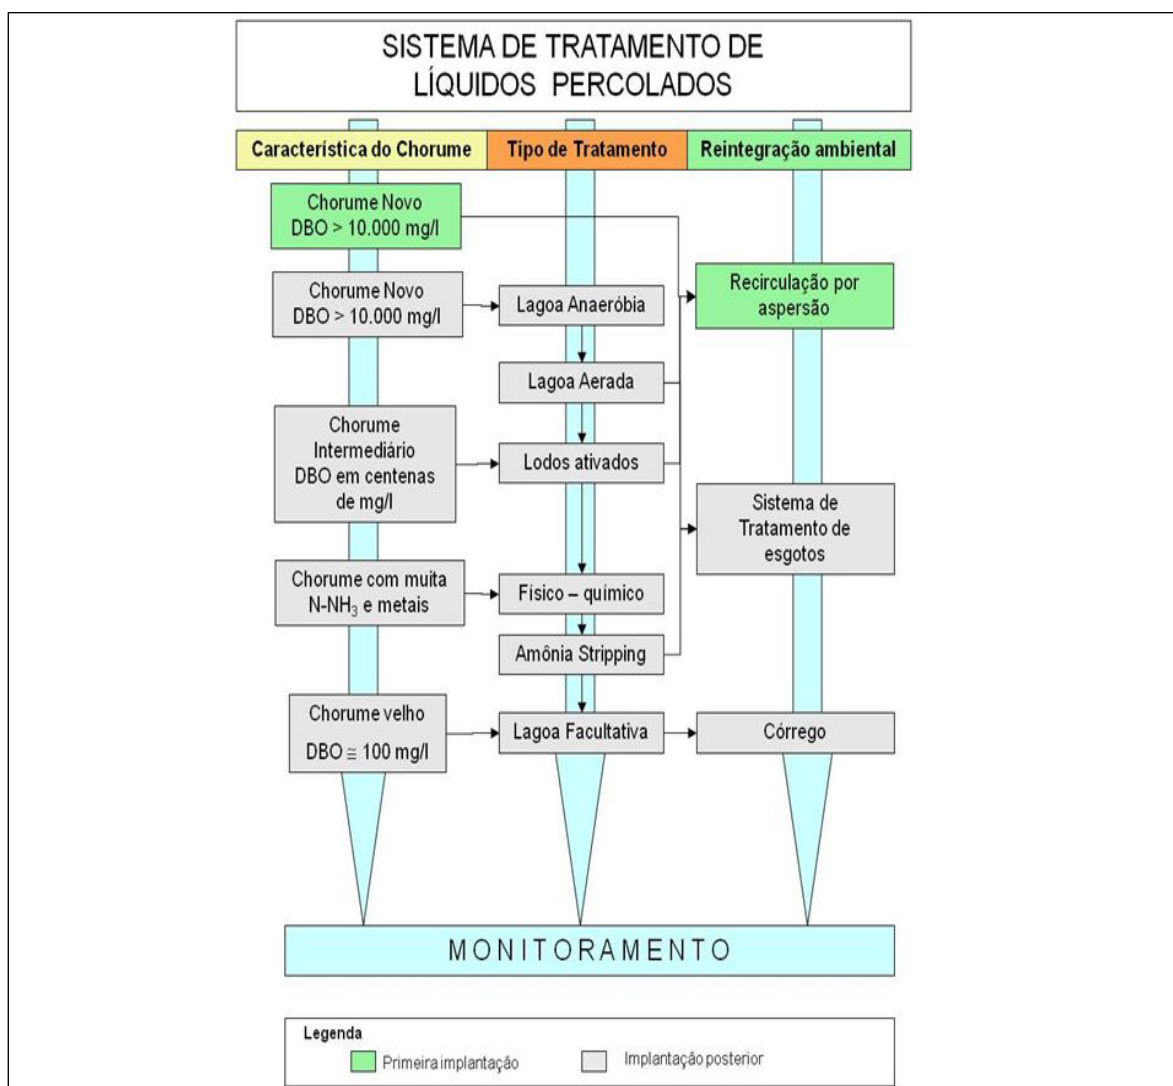 SISTEMA DE TRATAMENTO DE
LÍQUIDOS PERCOLADOS
Característica do Chorume
Tipo de Tratamento
Reintegração ambiental
Chorume Novo
DBO > 10.000 mg/l
Recirculação por
aspersão
Chorume Novo
DBO > 10.000 mg/l
Lagoa Anaeróbia
Lagoa Aerada
Chorume
Intermediário
DBO em centenas
de mg/l
Lodos ativados
Sistema de
Tratamento de
esgotos
Chorume com muita
N-NH₃ e metais
Físico – químico
Amônia Stripping
Chorume velho
DBO ≅ 100 mg/l
Lagoa Facultativa
Córrego
MONITORAMENTO
Legenda
Primeira implantação
Implantação posterior